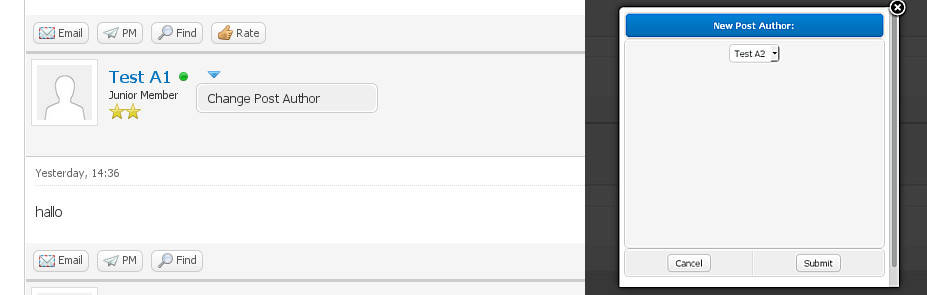 Email PM Find Rate
Test A1
Junior Member
Change Post Author
Yesterday, 14:36
hallo
Email PM Find
New Post Author:
Test A2
Cancel Submit